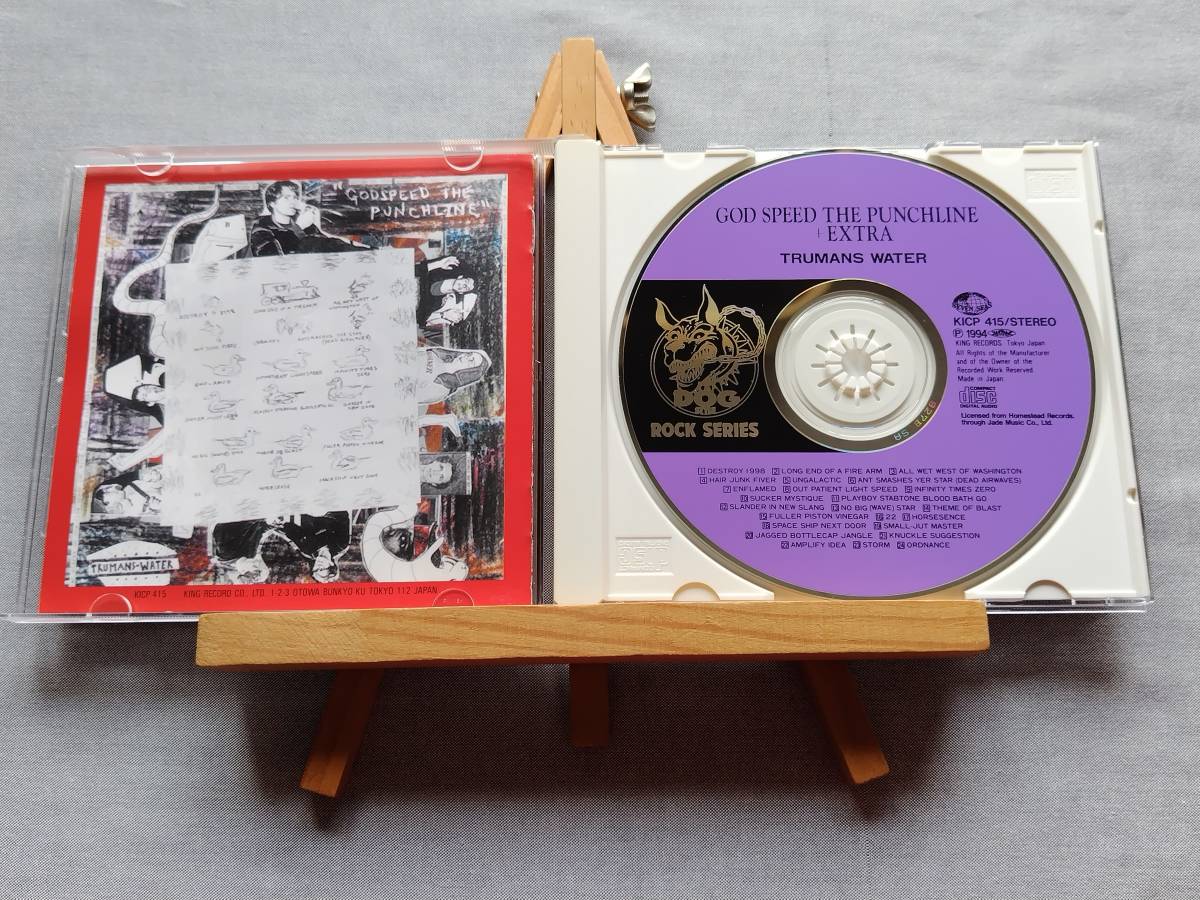 "GODSPEED THE
PUNCHLINE"
DESTROY 1998
TRUMANS-WATER
KICP 415 KING RECORD CO., LTD. 1-2-3 OTOWA BUNKYO KU TOKYO 112 JAPAN
GOD SPEED THE PUNCHLINE
+EXTRA
TRUMANS WATER
DOG
ROCK SERIES
SEVEN SEAS
KICP 415/STEREO
Ⓟ 1994
KING RECORDS. Tokyo Japan
All Rights of the Manufacturer
and of the Owner of the
Recorded Work Reserved.
Made in Japan.
COMPACT
disc
DIGITAL AUDIO
Licensed from Homestead Records,
through Jade Music Co., Ltd.
1 DESTROY 1998 2 LONG END OF A FIRE ARM 3 ALL WET WEST OF WASHINGTON
4 HAIR JUNK FIVER 5 UNGALACTIC 6 ANT SMASHES YER STAR (DEAD AIRWAVES)
7 ENFLAMED 8 OUT PATIENT LIGHT SPEED 9 INFINITY TIMES ZERO
10 SUCKER MYSTIQUE 11 PLAYBOY STABTONE BLOOD BATH GO
12 SLANDER IN NEW SLANG 13 NO BIG (WAVE) STAR 14 THEME OF BLAST
15 FULLER PISTON VINEGAR 16 22 17 HORSESENCE
18 SPACE SHIP NEXT DOOR 19 SMALL-JUT MASTER
20 JAGGED BOTTLECAP JANGLE 21 KNUCKLE SUGGESTION
22 AMPLIFY IDEA 23 STORM 24 ORDNANCE